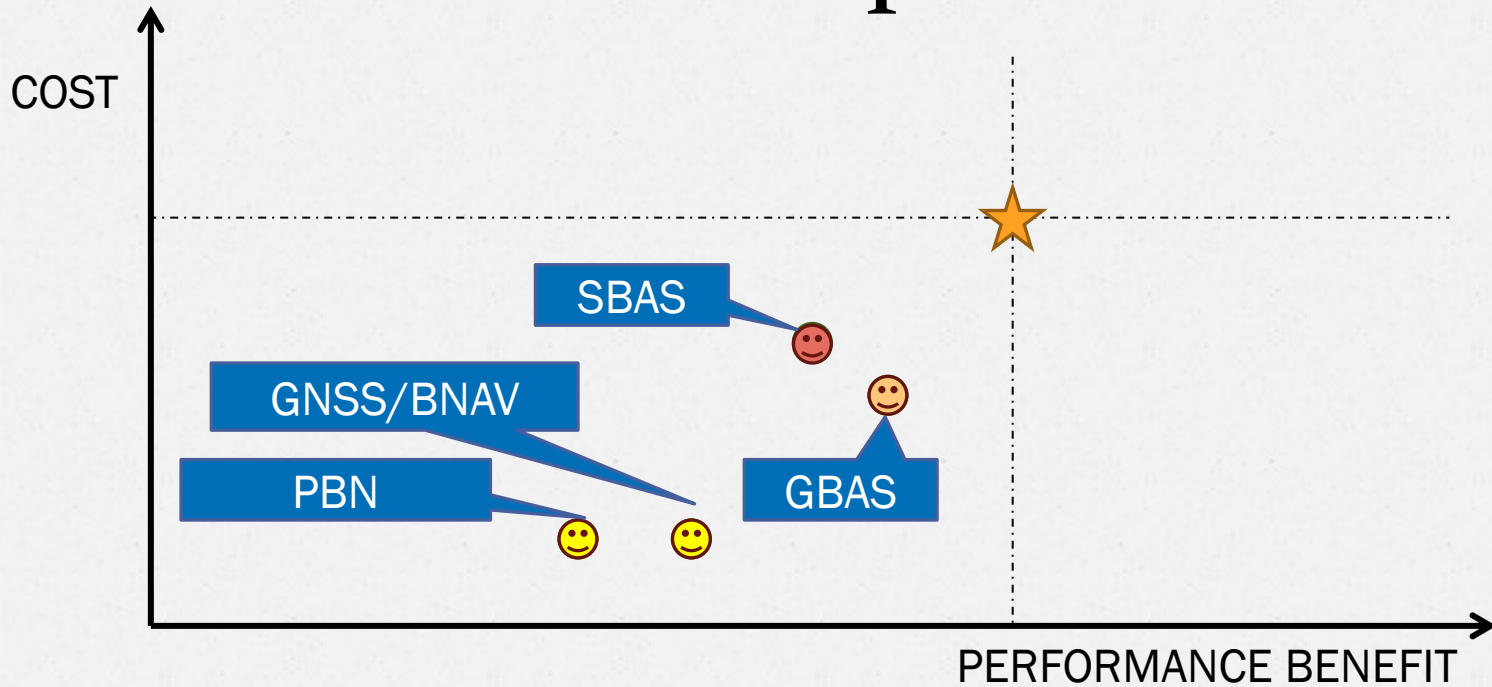 COST
SBAS
GNSS/BNAV
PBN
GBAS
PERFORMANCE BENEFIT